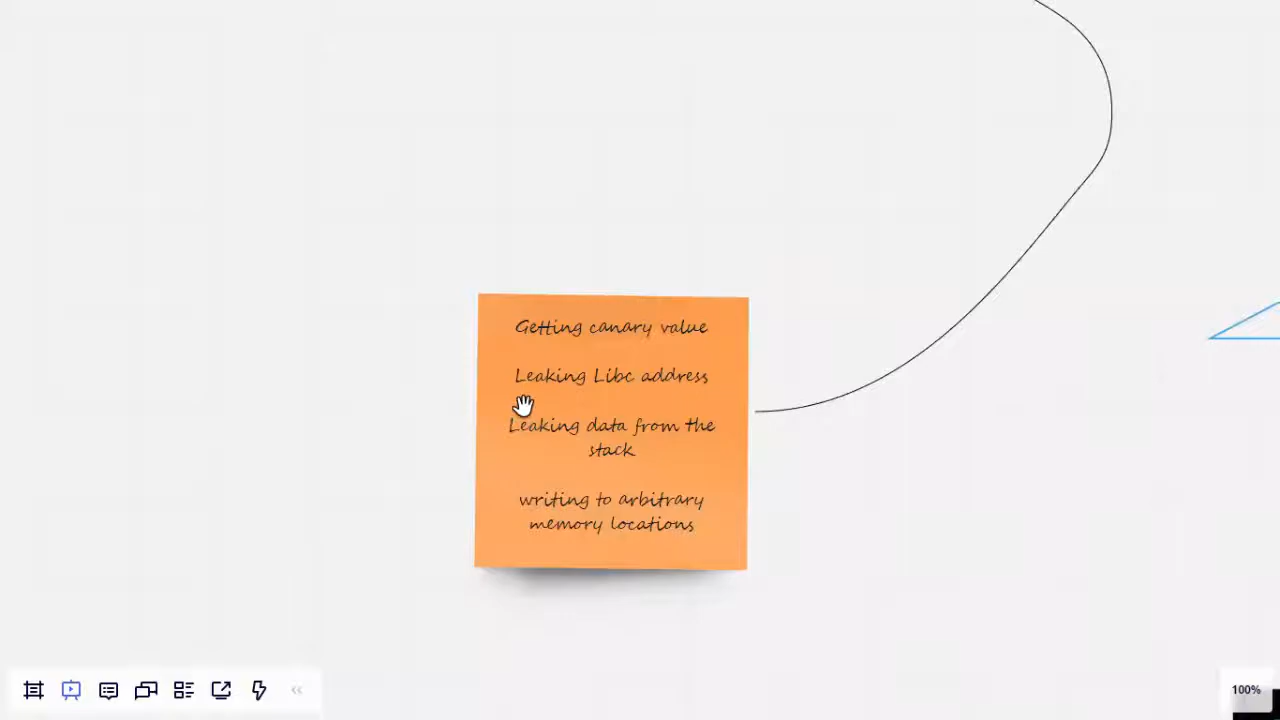 Getting canary value
Leaking Libc address
Leaking data from the
stack
writing to arbitrary
memory locations
100%